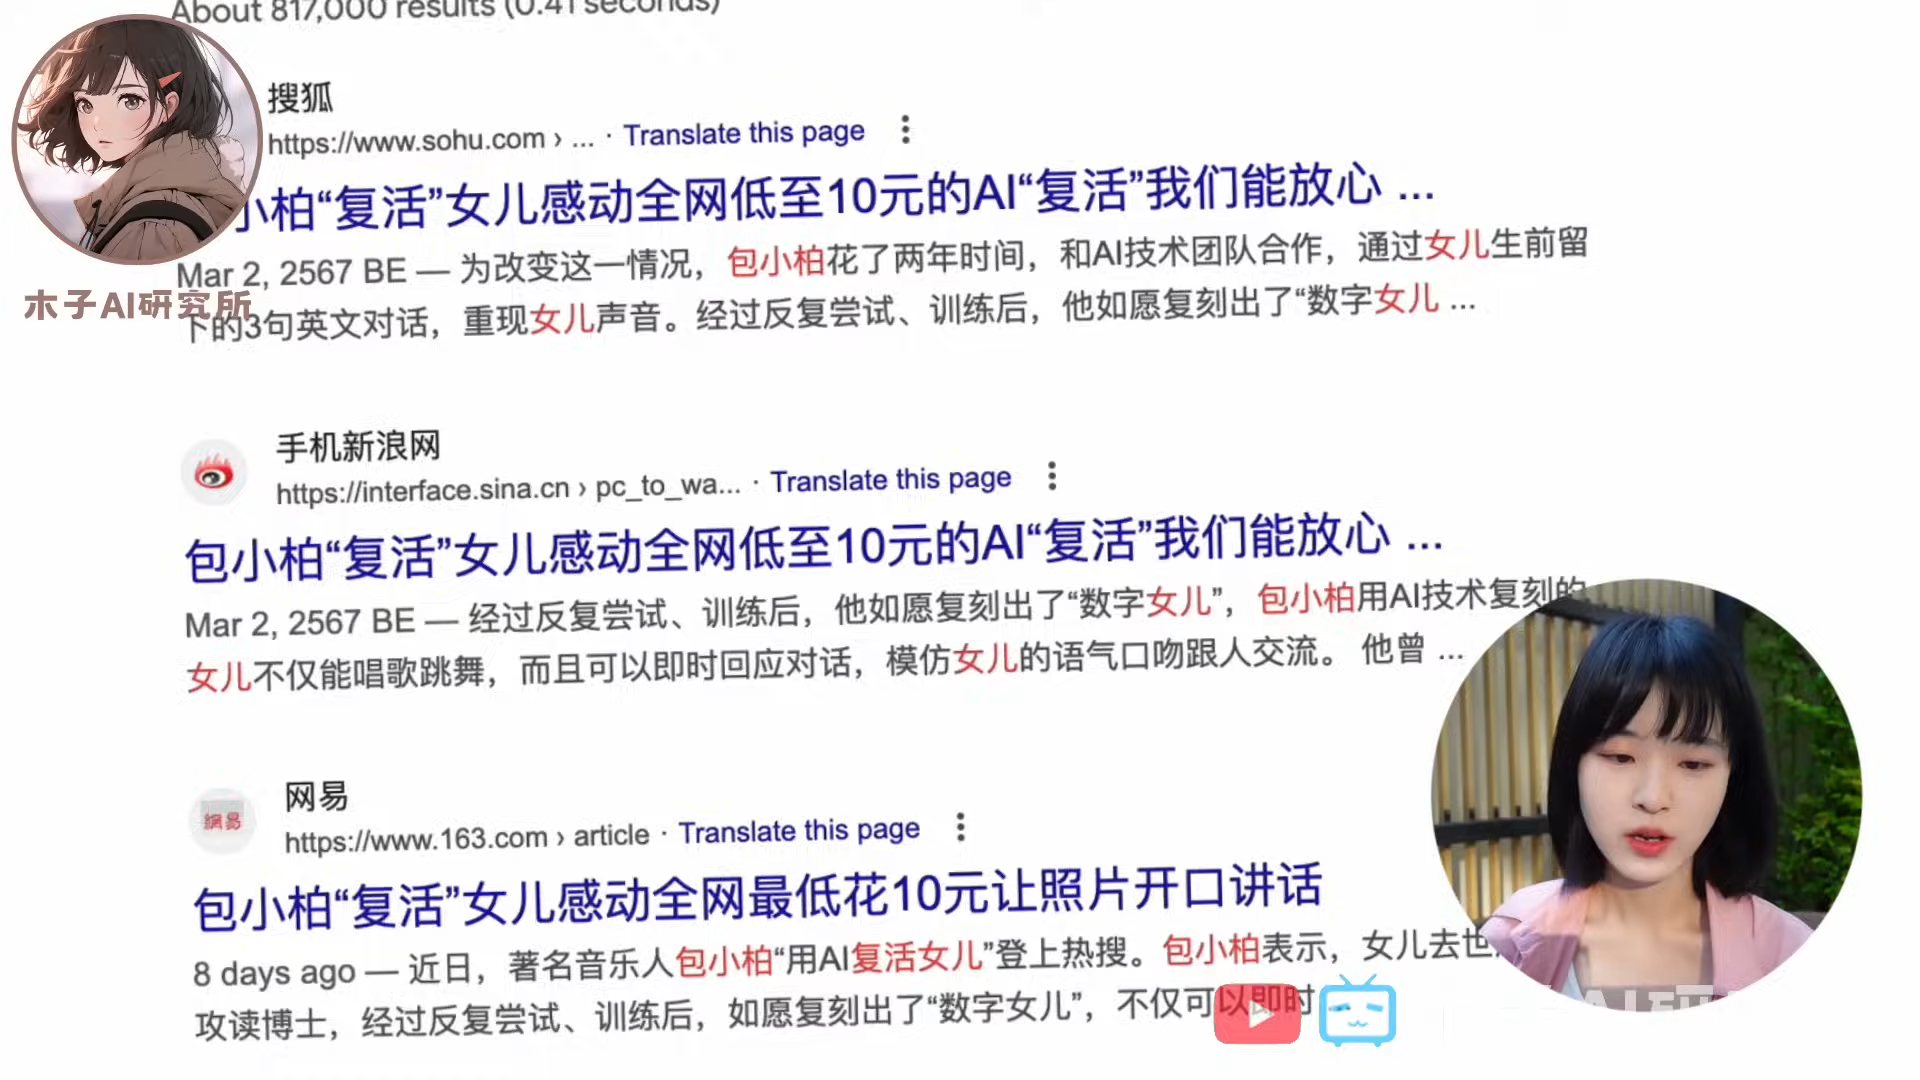 About 817,000 results (0.41 seconds)
搜狐
https://www.sohu.com › ... · Translate this page
小柏“复活”女儿感动全网低至10元的AI“复活”我们能放心 ...
Mar 2, 2567 BE — 为改变这一情况，包小柏花了两年时间，和AI技术团队合作，通过女儿生前留
下的3句英文对话，重现女儿声音。经过反复尝试、训练后，他如愿复刻出了“数字女儿 ...
木子AI研究所
手机新浪网
https://interface.sina.cn › pc_to_wa... · Translate this page
包小柏“复活”女儿感动全网低至10元的AI“复活”我们能放心 ...
Mar 2, 2567 BE — 经过反复尝试、训练后，他如愿复刻出了“数字女儿”，包小柏用AI技术复刻的
女儿不仅能唱歌跳舞，而且可以即时回应对话，模仿女儿的语气口吻跟人交流。 他曾 ...
網易
网易
https://www.163.com › article · Translate this page
包小柏“复活”女儿感动全网最低花10元让照片开口讲话
8 days ago — 近日，著名音乐人包小柏“用AI复活女儿”登上热搜。包小柏表示，女儿去世
攻读博士，经过反复尝试、训练后，如愿复刻出了“数字女儿”，不仅可以即时